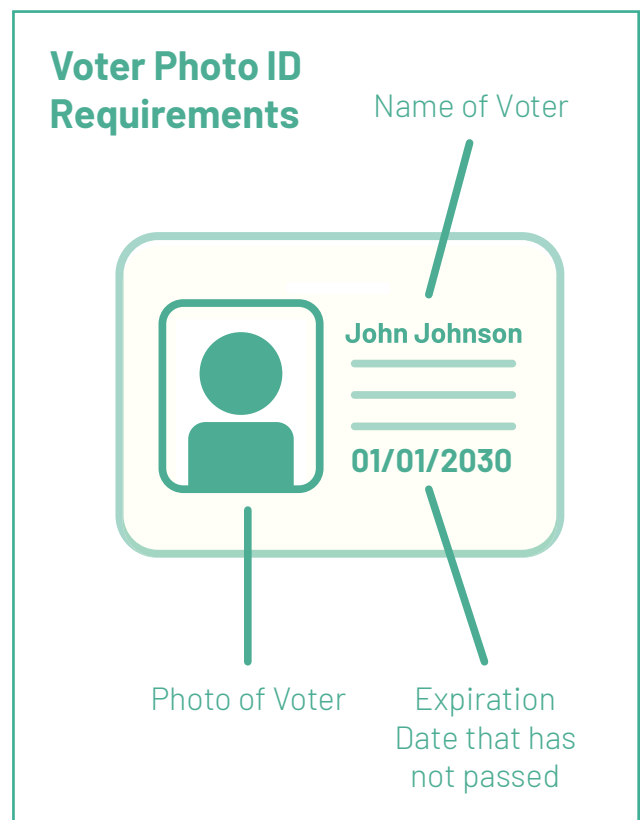 Voter Photo ID
Requirements
Name of Voter
John Johnson
01/01/2030
Photo of Voter
Expiration
Date that has
not passed